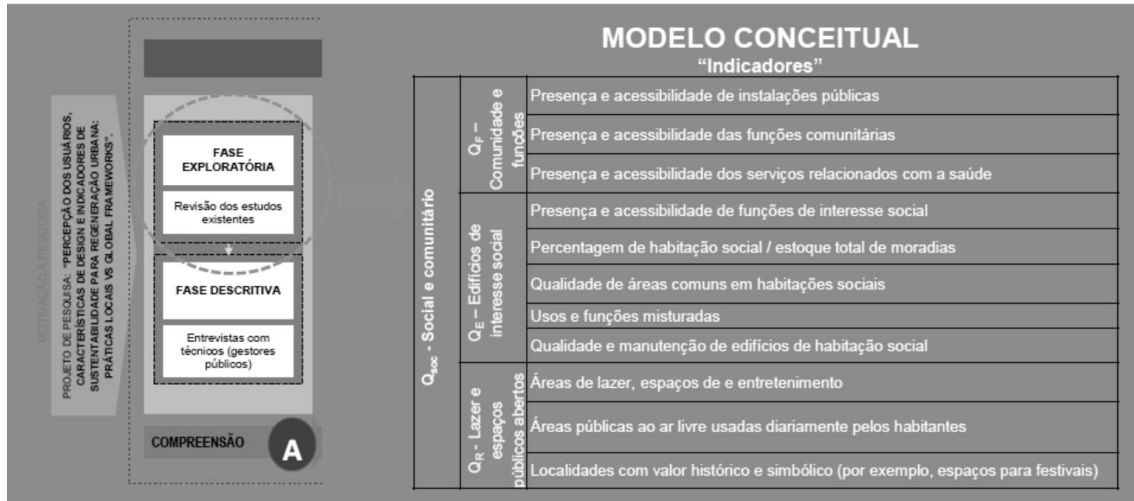 MOTIVAÇÃO A PESQUISA
PROJETO DE PESQUISA: "PERCEPÇÃO DOS USUÁRIOS,
CARACTERÍSTICAS DE DESIGN E INDICADORES DE
SUSTENTABILIDADE PARA REGENERAÇÃO URBANA:
PRÁTICAS LOCAIS VS GLOBAL FRAMEWORKS".
FASE
EXPLORATÓRIA
Revisão dos estudos
existentes
FASE DESCRITIVA
Entrevistas com
técnicos (gestores
públicos)
COMPREENSÃO
A
MODELO CONCEITUAL
“Indicadores”
Qsoc - Social e comunitário
QF –
Comunidade e
funções
Presença e acessibilidade de instalações públicas
Presença e acessibilidade das funções comunitárias
Presença e acessibilidade dos serviços relacionados com a saúde
QE – Edifícios de
interesse social
Presença e acessibilidade de funções de interesse social
Percentagem de habitação social / estoque total de moradias
Qualidade de áreas comuns em habitações sociais
Usos e funções misturadas
Qualidade e manutenção de edifícios de habitação social
QR - Lazer e
espaços
públicos abertos
Áreas de lazer, espaços de e entretenimento
Áreas públicas ao ar livre usadas diariamente pelos habitantes
Localidades com valor histórico e simbólico (por exemplo, espaços para festivais)